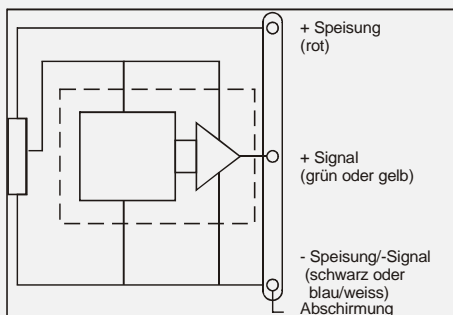 + Speisung
(rot)
+ Signal
(grün oder gelb)
- Speisung/-Signal
(schwarz oder
blau/weiss)
Abschirmung